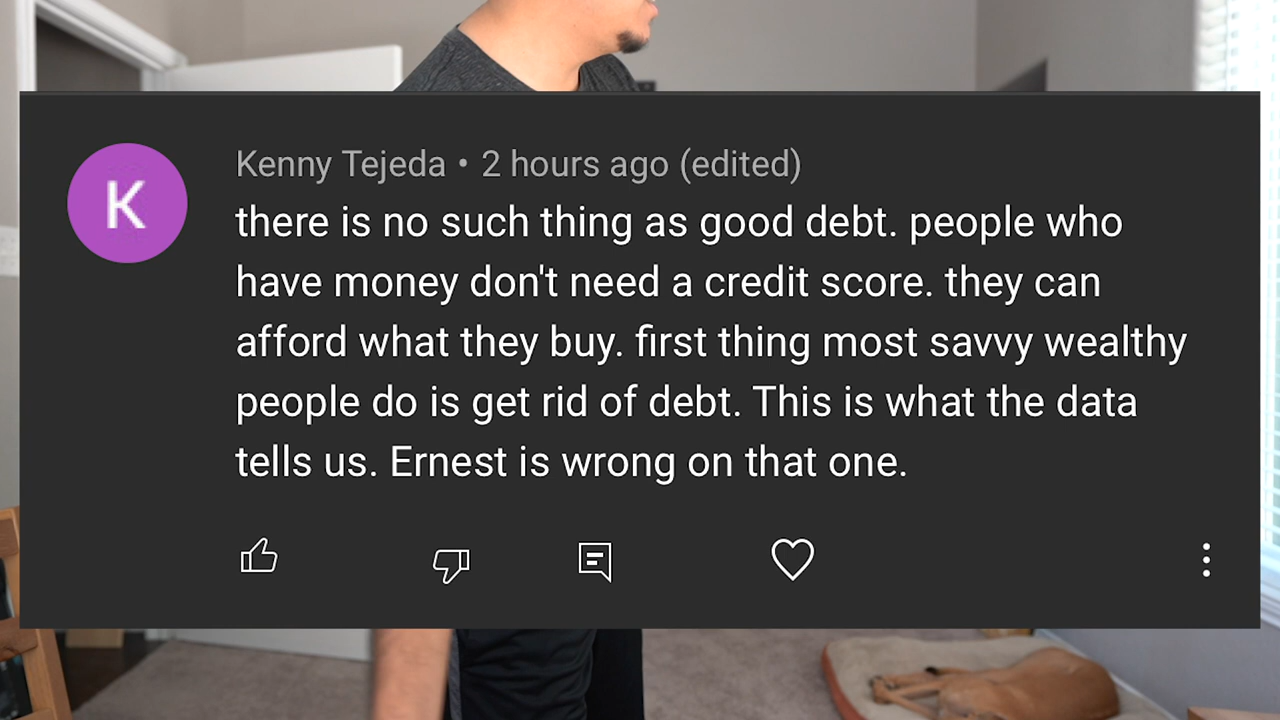 K
Kenny Tejeda • 2 hours ago (edited)
there is no such thing as good debt. people who
have money don't need a credit score. they can
afford what they buy. first thing most savvy wealthy
people do is get rid of debt. This is what the data
tells us. Ernest is wrong on that one.